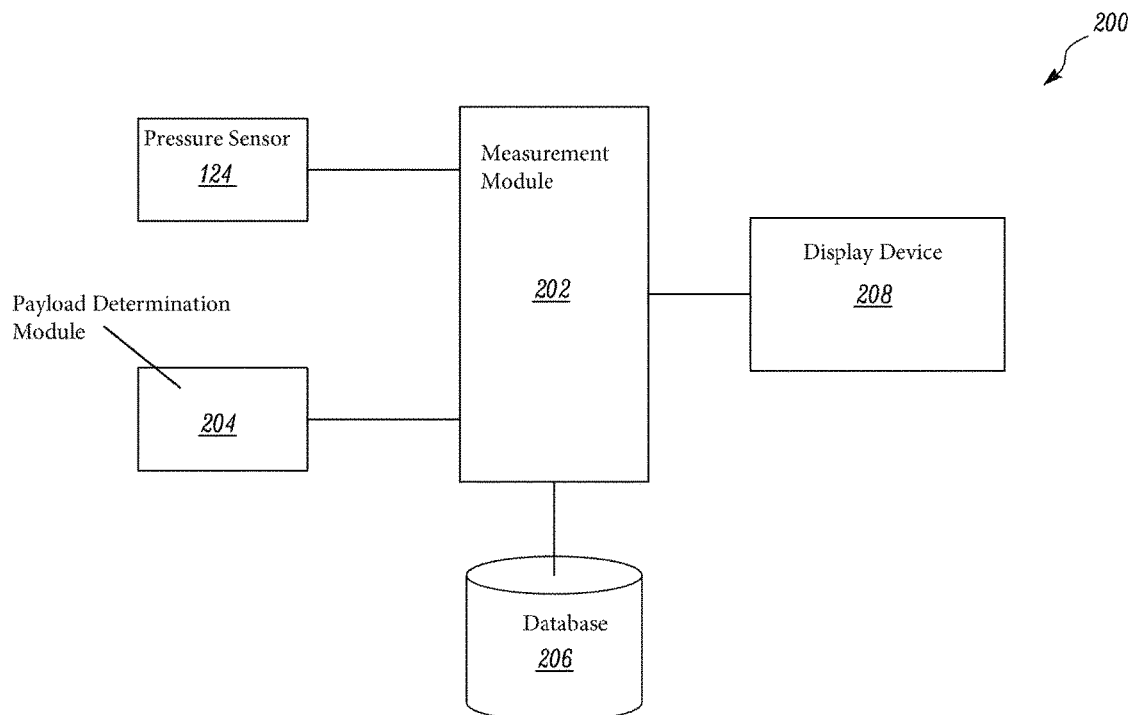 200
Pressure Sensor
124
Measurement
Module
202
Display Device
208
Payload Determination
Module
204
Database
206